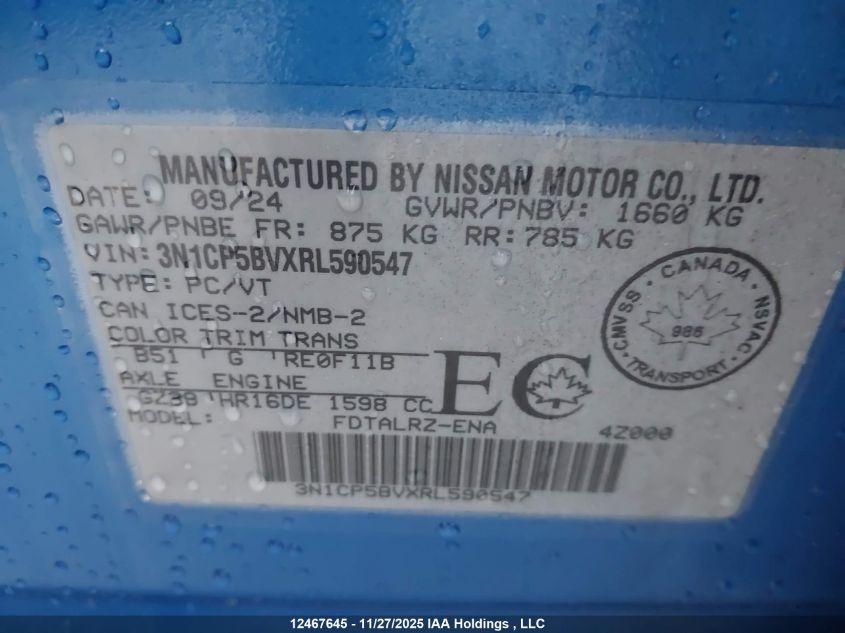 MANUFACTURED BY NISSAN MOTOR CO., LTD.
DATE: 09/24 GVWR/PNBV: 1660 KG
GAWR/PNBE FR: 875 KG RR: 785 KG
VIN: 3N1CP5BVXRL590547
TYPE: PC/VT
CAN ICES-2/NMB-2
COLOR TRIM TRANS
B51 G RE0F11B
AXLE ENGINE
GZ39 HR16DE 1598 CC
EC
MODEL: FDTALRZ-ENA 4Z000
3N1CP5BVXRL590547
CANADA
CMVSS NSVAC
985
TRANSPORT
12467645 - 11/27/2025 IAA Holdings , LLC